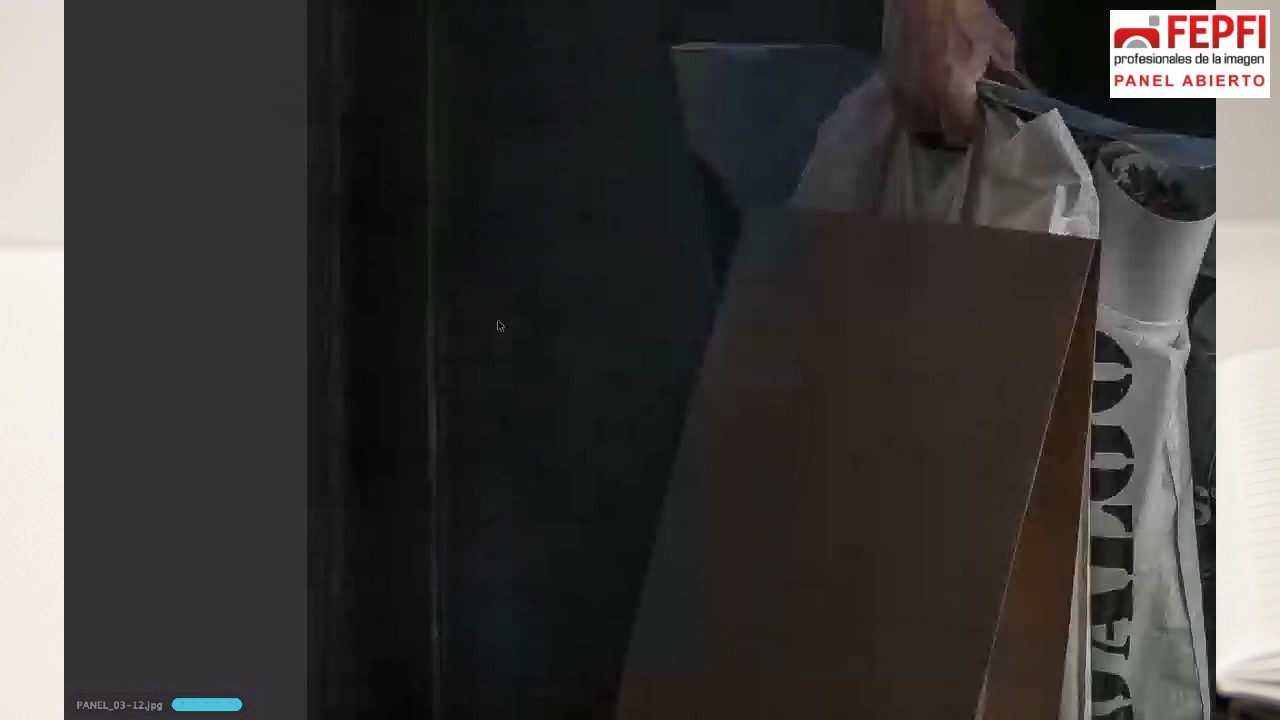 FEPFI
profesionales de la imagen
PANEL ABIERTO
PANEL_03-12.jpg